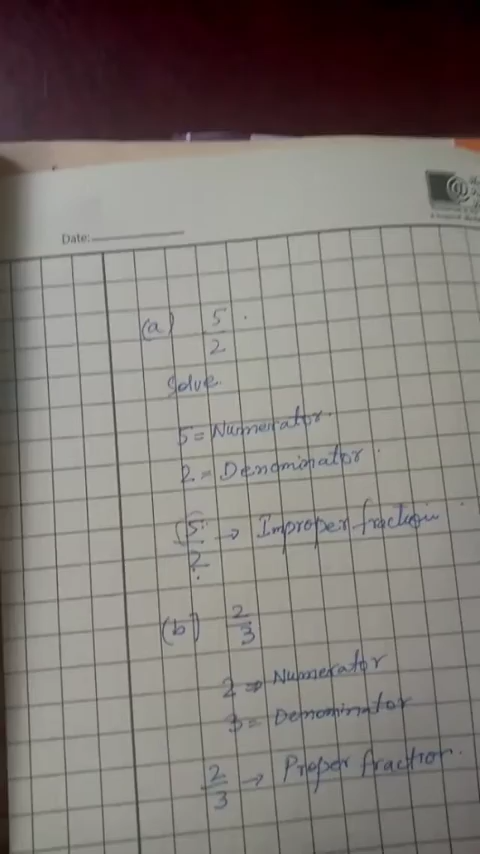 Date:
(a) 5/2.
Solve.
5 = Numerator.
2 = Denominator.
5/2 → Improper fraction
(b) 2/3
2 => Numerator
3 = Denominator
2/3 → Proper fraction.